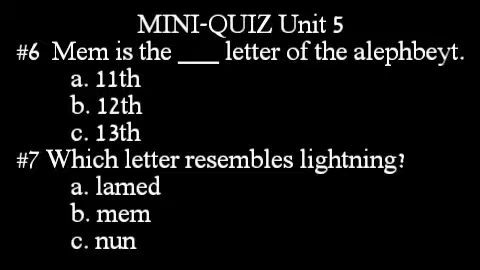 MINI-QUIZ Unit 5
#6 Mem is the ___ letter of the alephbeyt.
a. 11th
b. 12th
c. 13th
#7 Which letter resembles lightning?
a. lamed
b. mem
c. nun